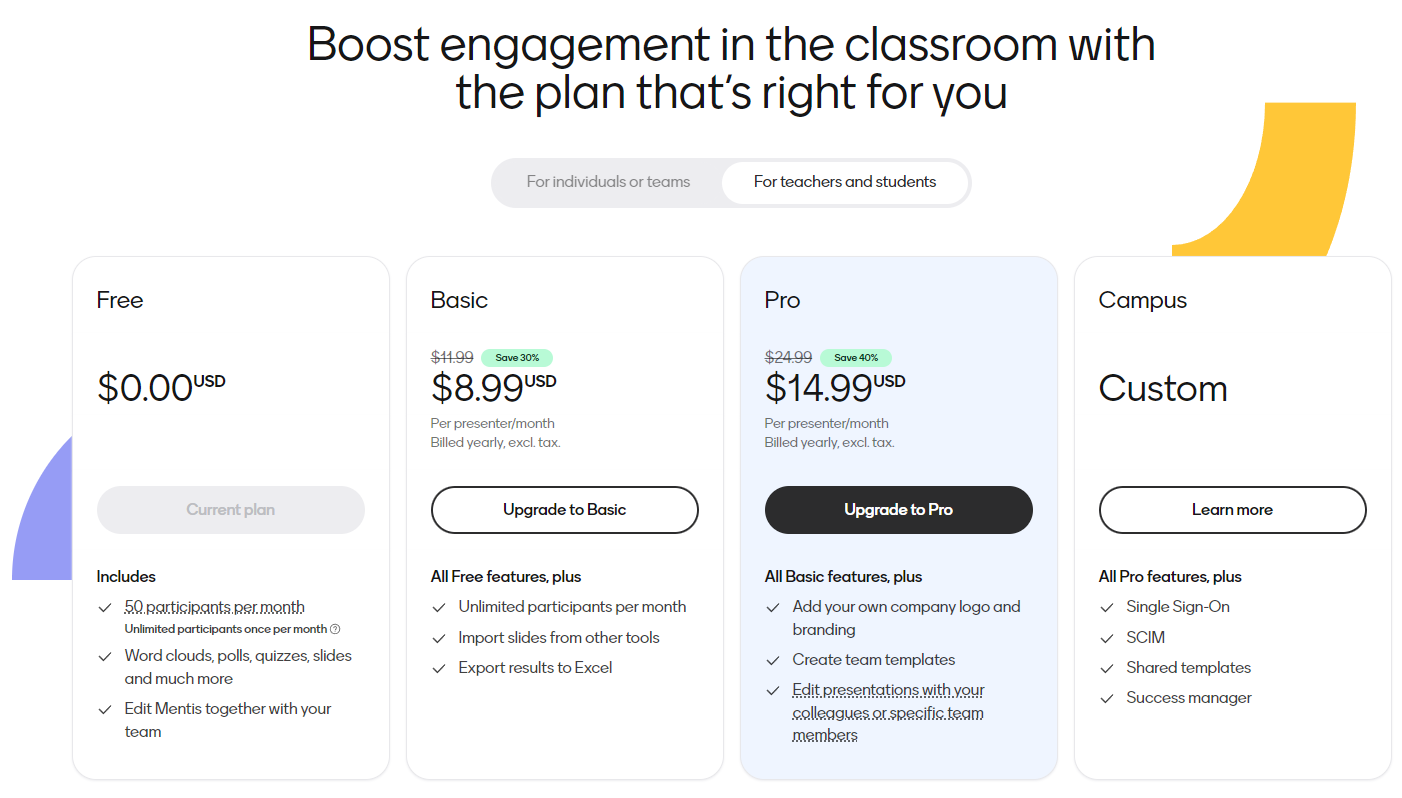 Boost engagement in the classroom with
the plan that's right for you
For individuals or teams
For teachers and students
Free
$0.00USD
Current plan
Includes
50 participants per month
Unlimited participants once per month ?
Word clouds, polls, quizzes, slides
and much more
Edit Mentis together with your
team
Basic
$11.99 Save 30%
$8.99USD
Per presenter/month
Billed yearly, excl. tax.
Upgrade to Basic
All Free features, plus
Unlimited participants per month
Import slides from other tools
Export results to Excel
Pro
$24.99 Save 40%
$14.99USD
Per presenter/month
Billed yearly, excl. tax.
Upgrade to Pro
All Basic features, plus
Add your own company logo and
branding
Create team templates
Edit presentations with your
colleagues or specific team
members
Campus
Custom
Learn more
All Pro features, plus
Single Sign-On
SCIM
Shared templates
Success manager